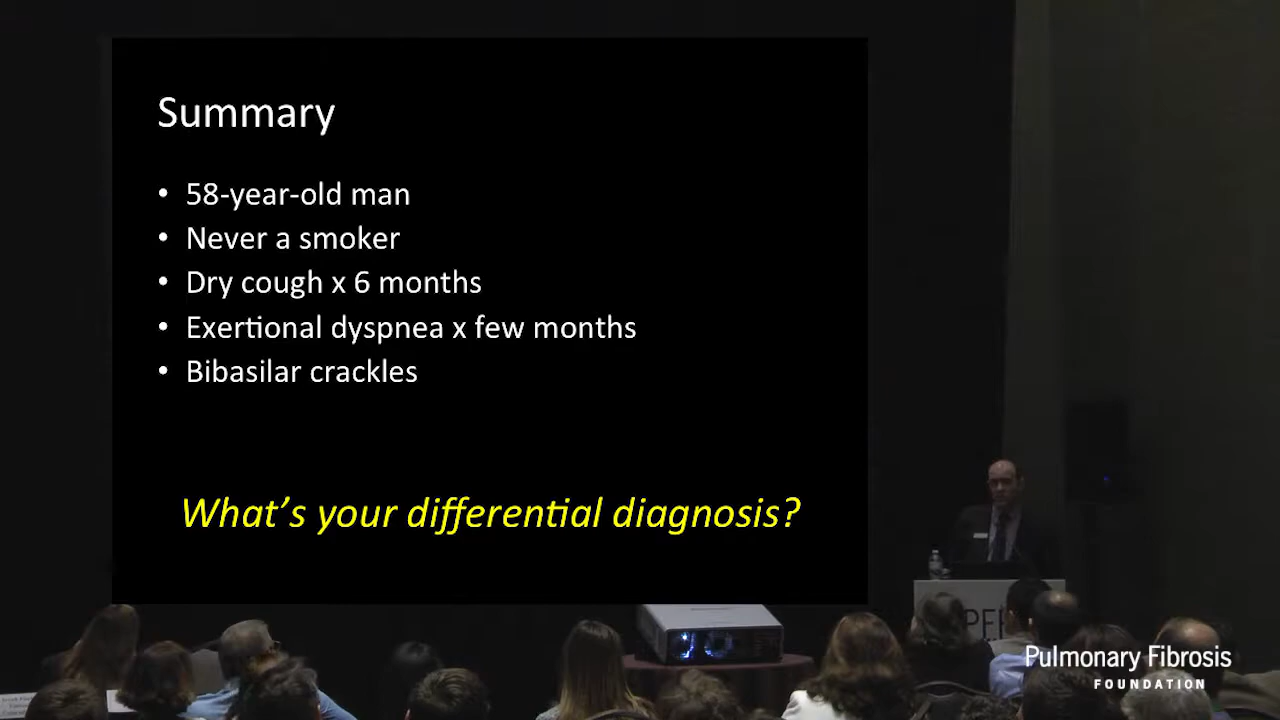 Summary
• 58-year-old man
• Never a smoker
• Dry cough x 6 months
• Exertional dyspnea x few months
• Bibasilar crackles
What's your differential diagnosis?
Pulmonary Fibrosis
FOUNDATION